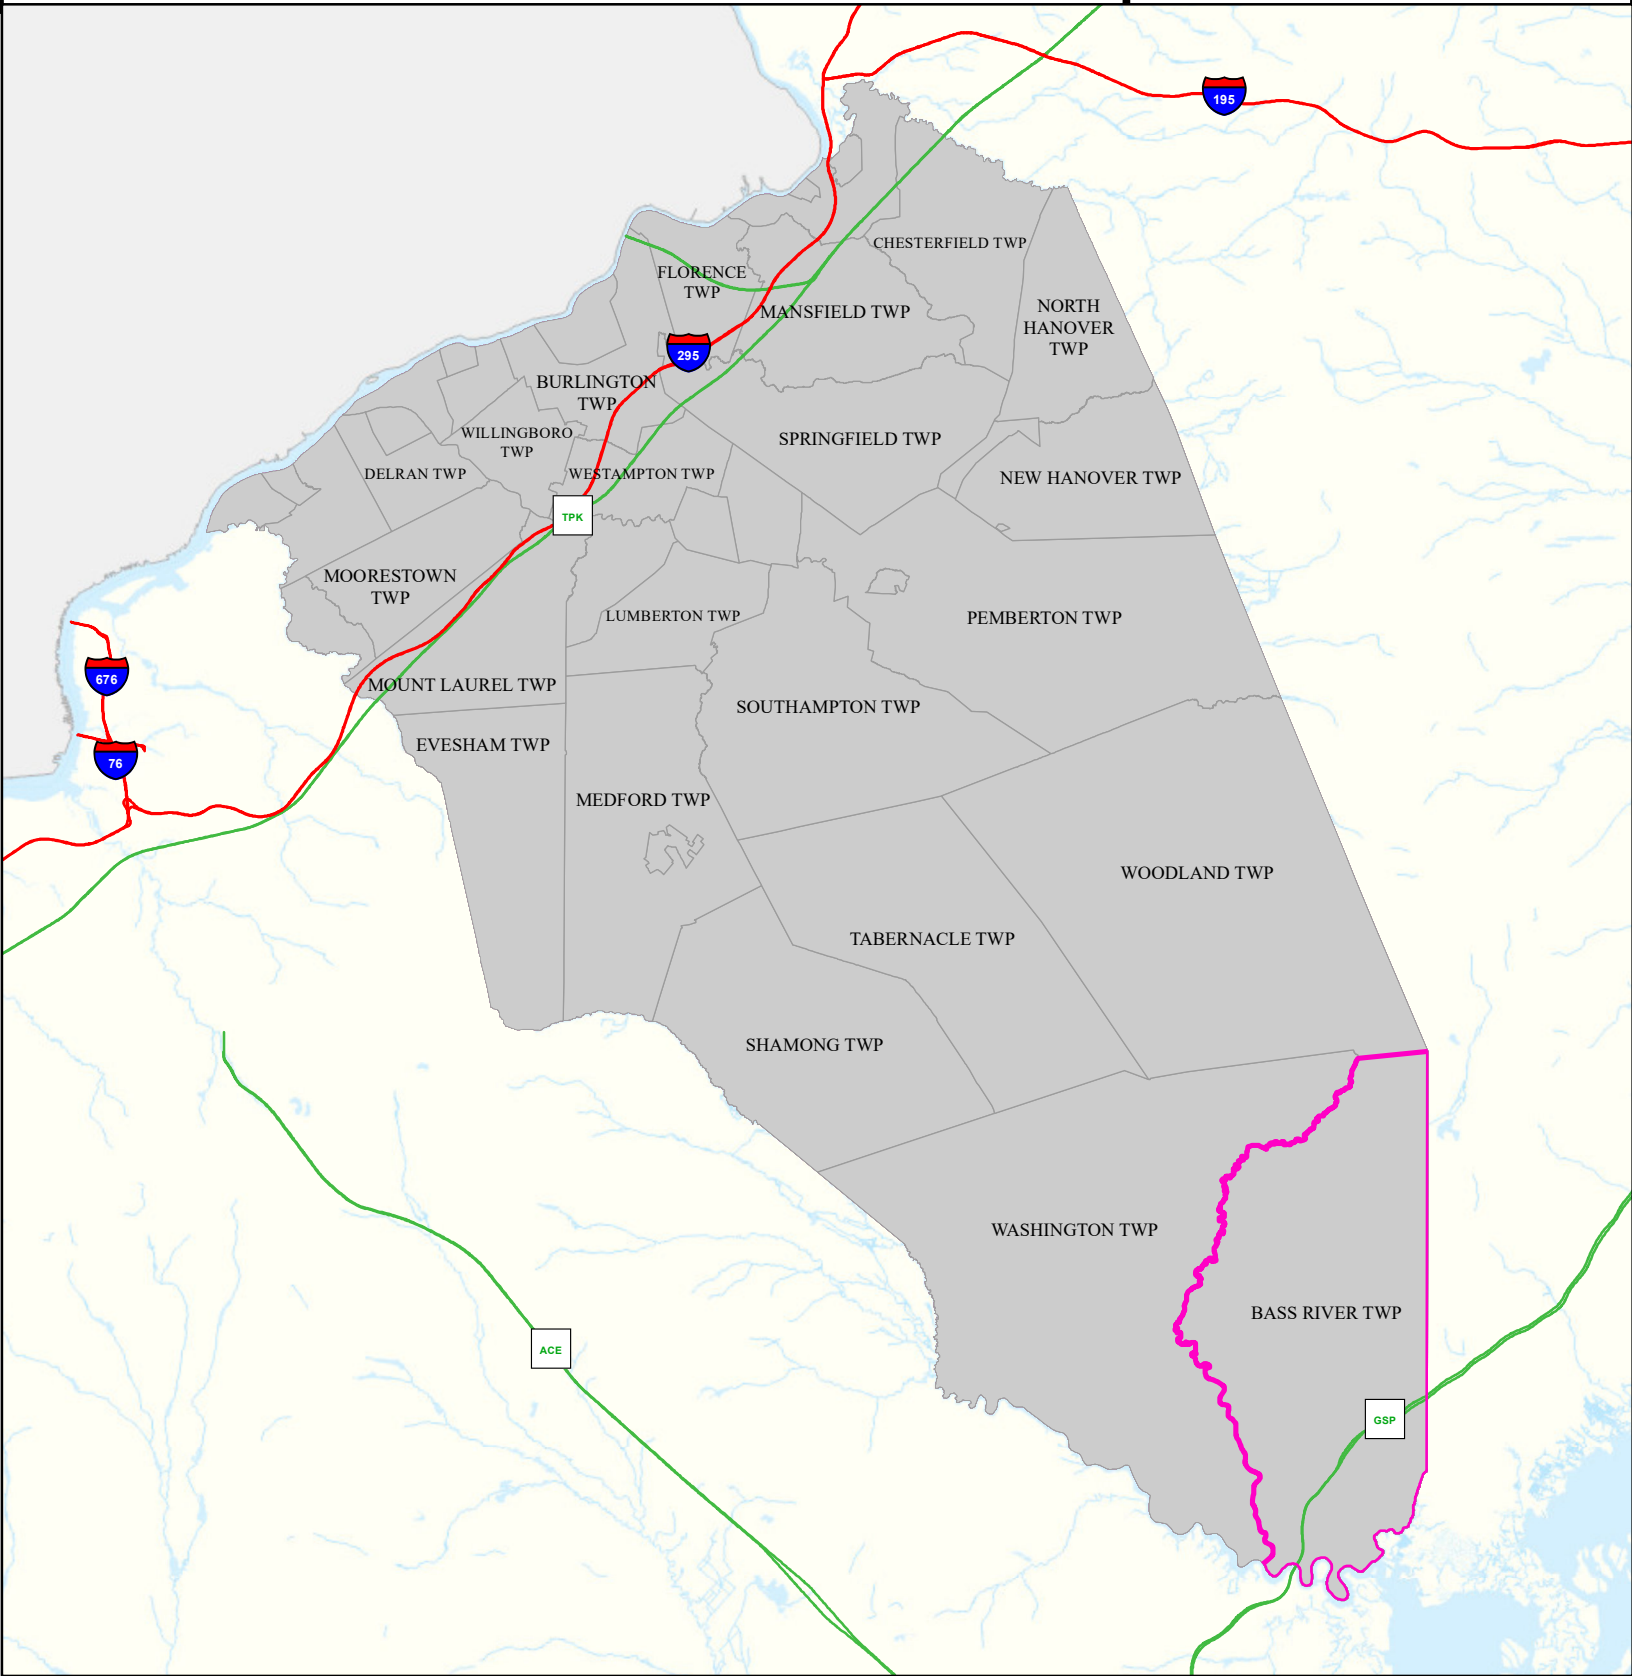 195
CHESTERFIELD TWP
FLORENCE
TWP
MANSFIELD TWP
NORTH
HANOVER
TWP
295
BURLINGTON
TWP
WILLINGBORO
TWP
SPRINGFIELD TWP
DELRAN TWP
WESTAMPTON TWP
NEW HANOVER TWP
TPK
MOORESTOWN
TWP
LUMBERTON TWP
PEMBERTON TWP
676
MOUNT LAUREL TWP
SOUTHAMPTON TWP
EVESHAM TWP
76
MEDFORD TWP
WOODLAND TWP
TABERNACLE TWP
SHAMONG TWP
WASHINGTON TWP
BASS RIVER TWP
ACE
GSP